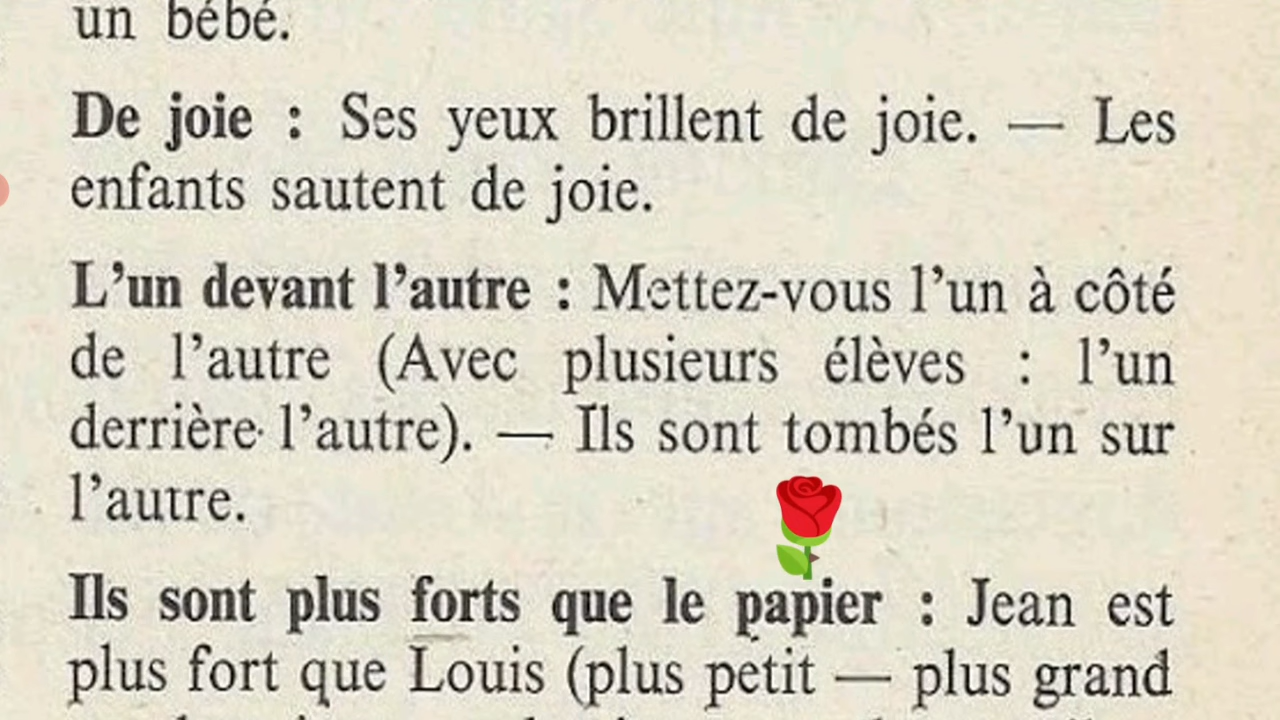 un bébé.
De joie : Ses yeux brillent de joie. — Les
enfants sautent de joie.
L'un devant l'autre : Mettez-vous l'un à côté
de l'autre (Avec plusieurs élèves : l'un
derrière l'autre). — Ils sont tombés l'un sur
l'autre.
Ils sont plus forts que le papier : Jean est
plus fort que Louis (plus petit — plus grand